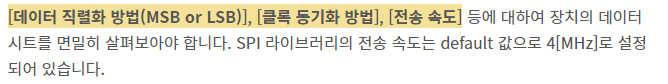 [데이터 직렬화 방법(MSB or LSB)], [클록 동기화 방법], [전송 속도] 등에 대하여 장치의 데이터
시트를 면밀히 살펴보아야 합니다. SPI 라이브러리의 전송 속도는 default 값으로 4[MHz]로 설정
되어 있습니다.